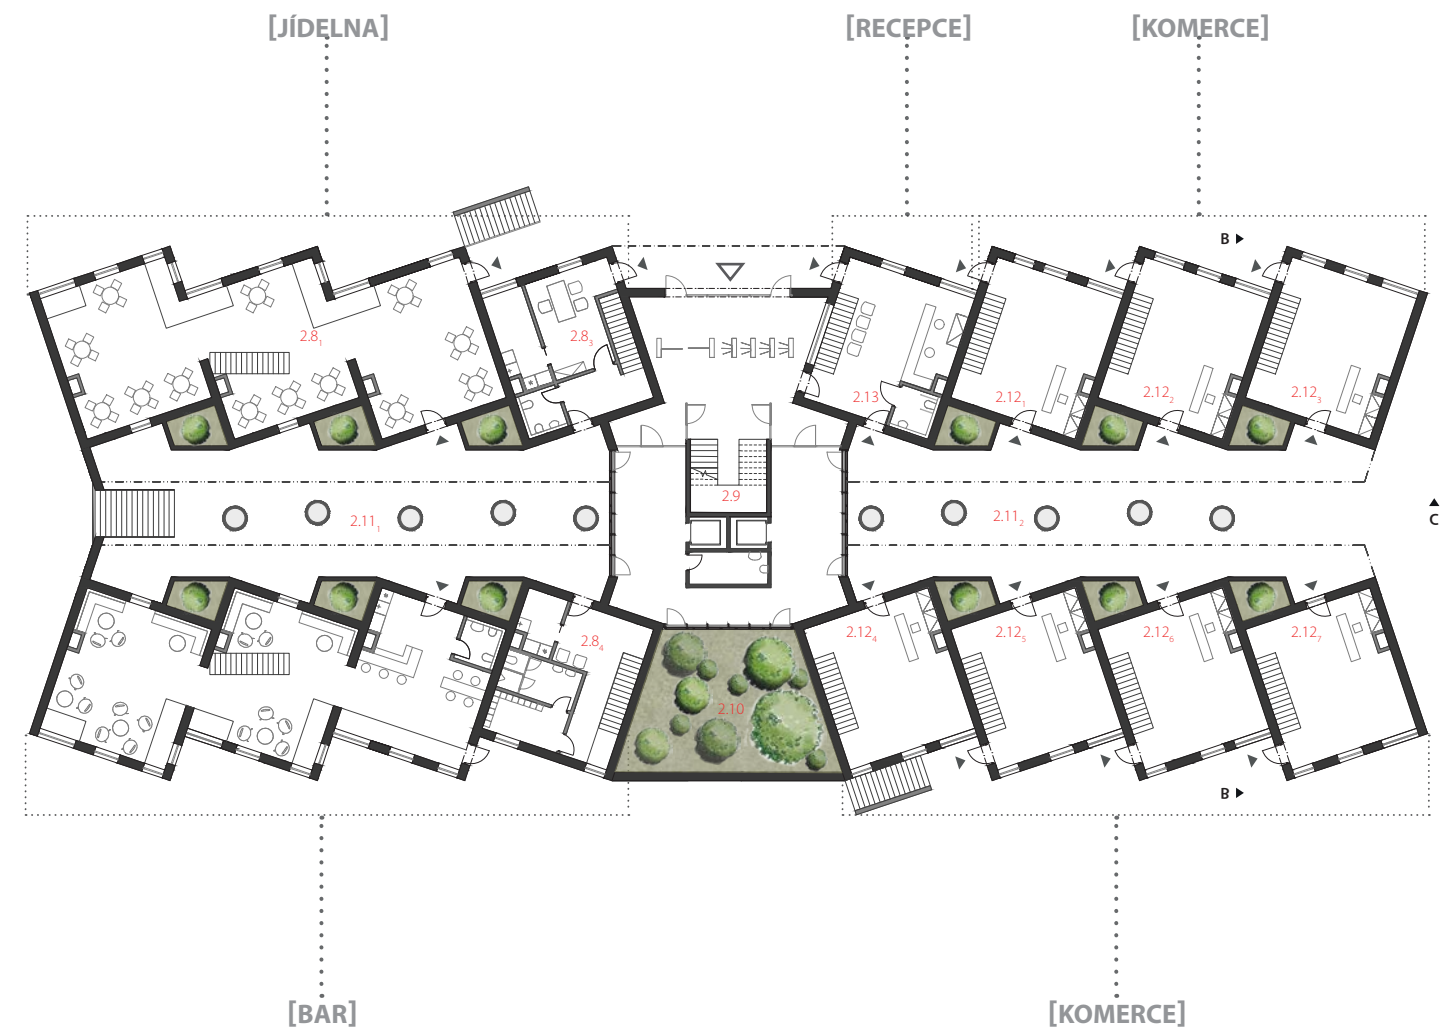 [JÍDELNA]
[RECEPCE]
[KOMERCE]
B
2.8₁
2.8₃
2.13
2.12₁
2.12₂
2.12₃
2.9
2.11₁
2.11₂
C
2.8₄
2.12₄
2.12₅
2.12₆
2.12₇
2.10
B
[BAR]
[KOMERCE]